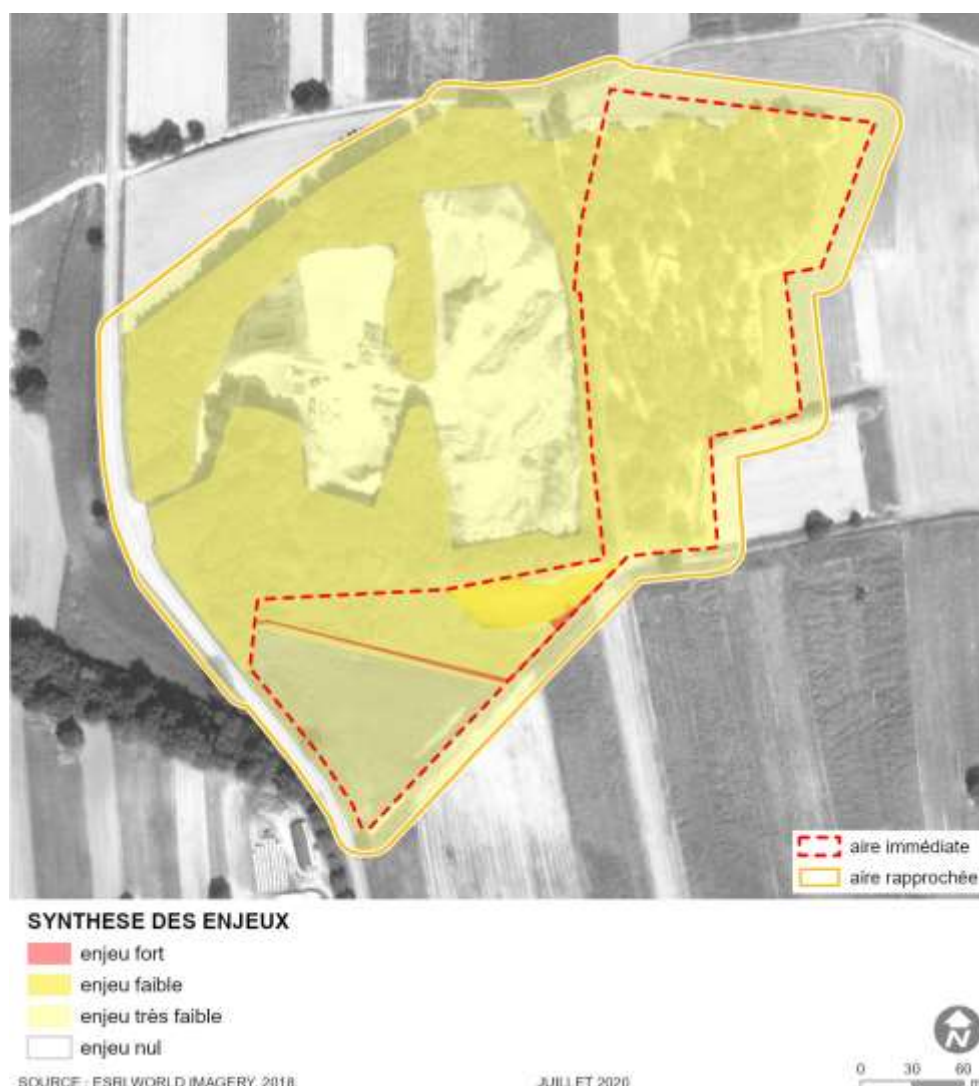 aire immédiate
aire rapprochée
SYNTHESE DES ENJEUX
enjeu fort
enjeu faible
enjeu très faible
enjeu nul
N
SOURCE : ESRI WORLD IMAGERY, 2018
JUILLET 2020
0 30 60